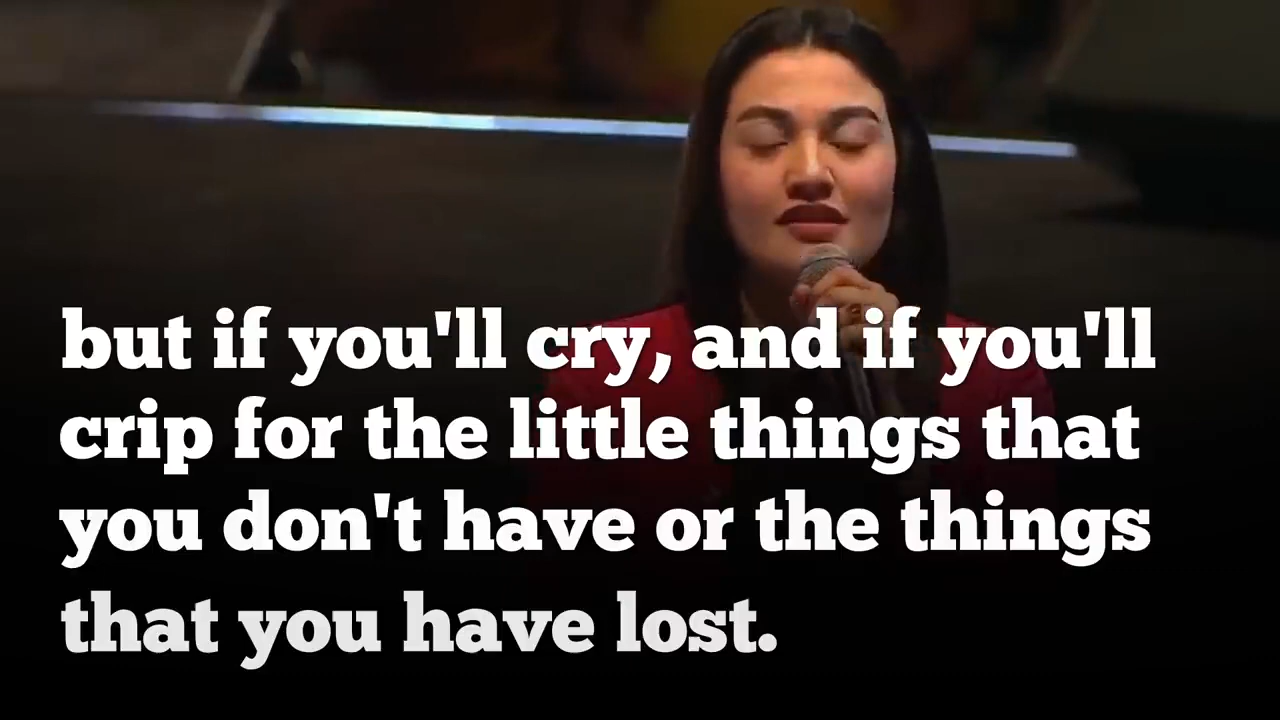 but if you'll cry, and if you'll
crip for the little things that
you don't have or the things
that you have lost.